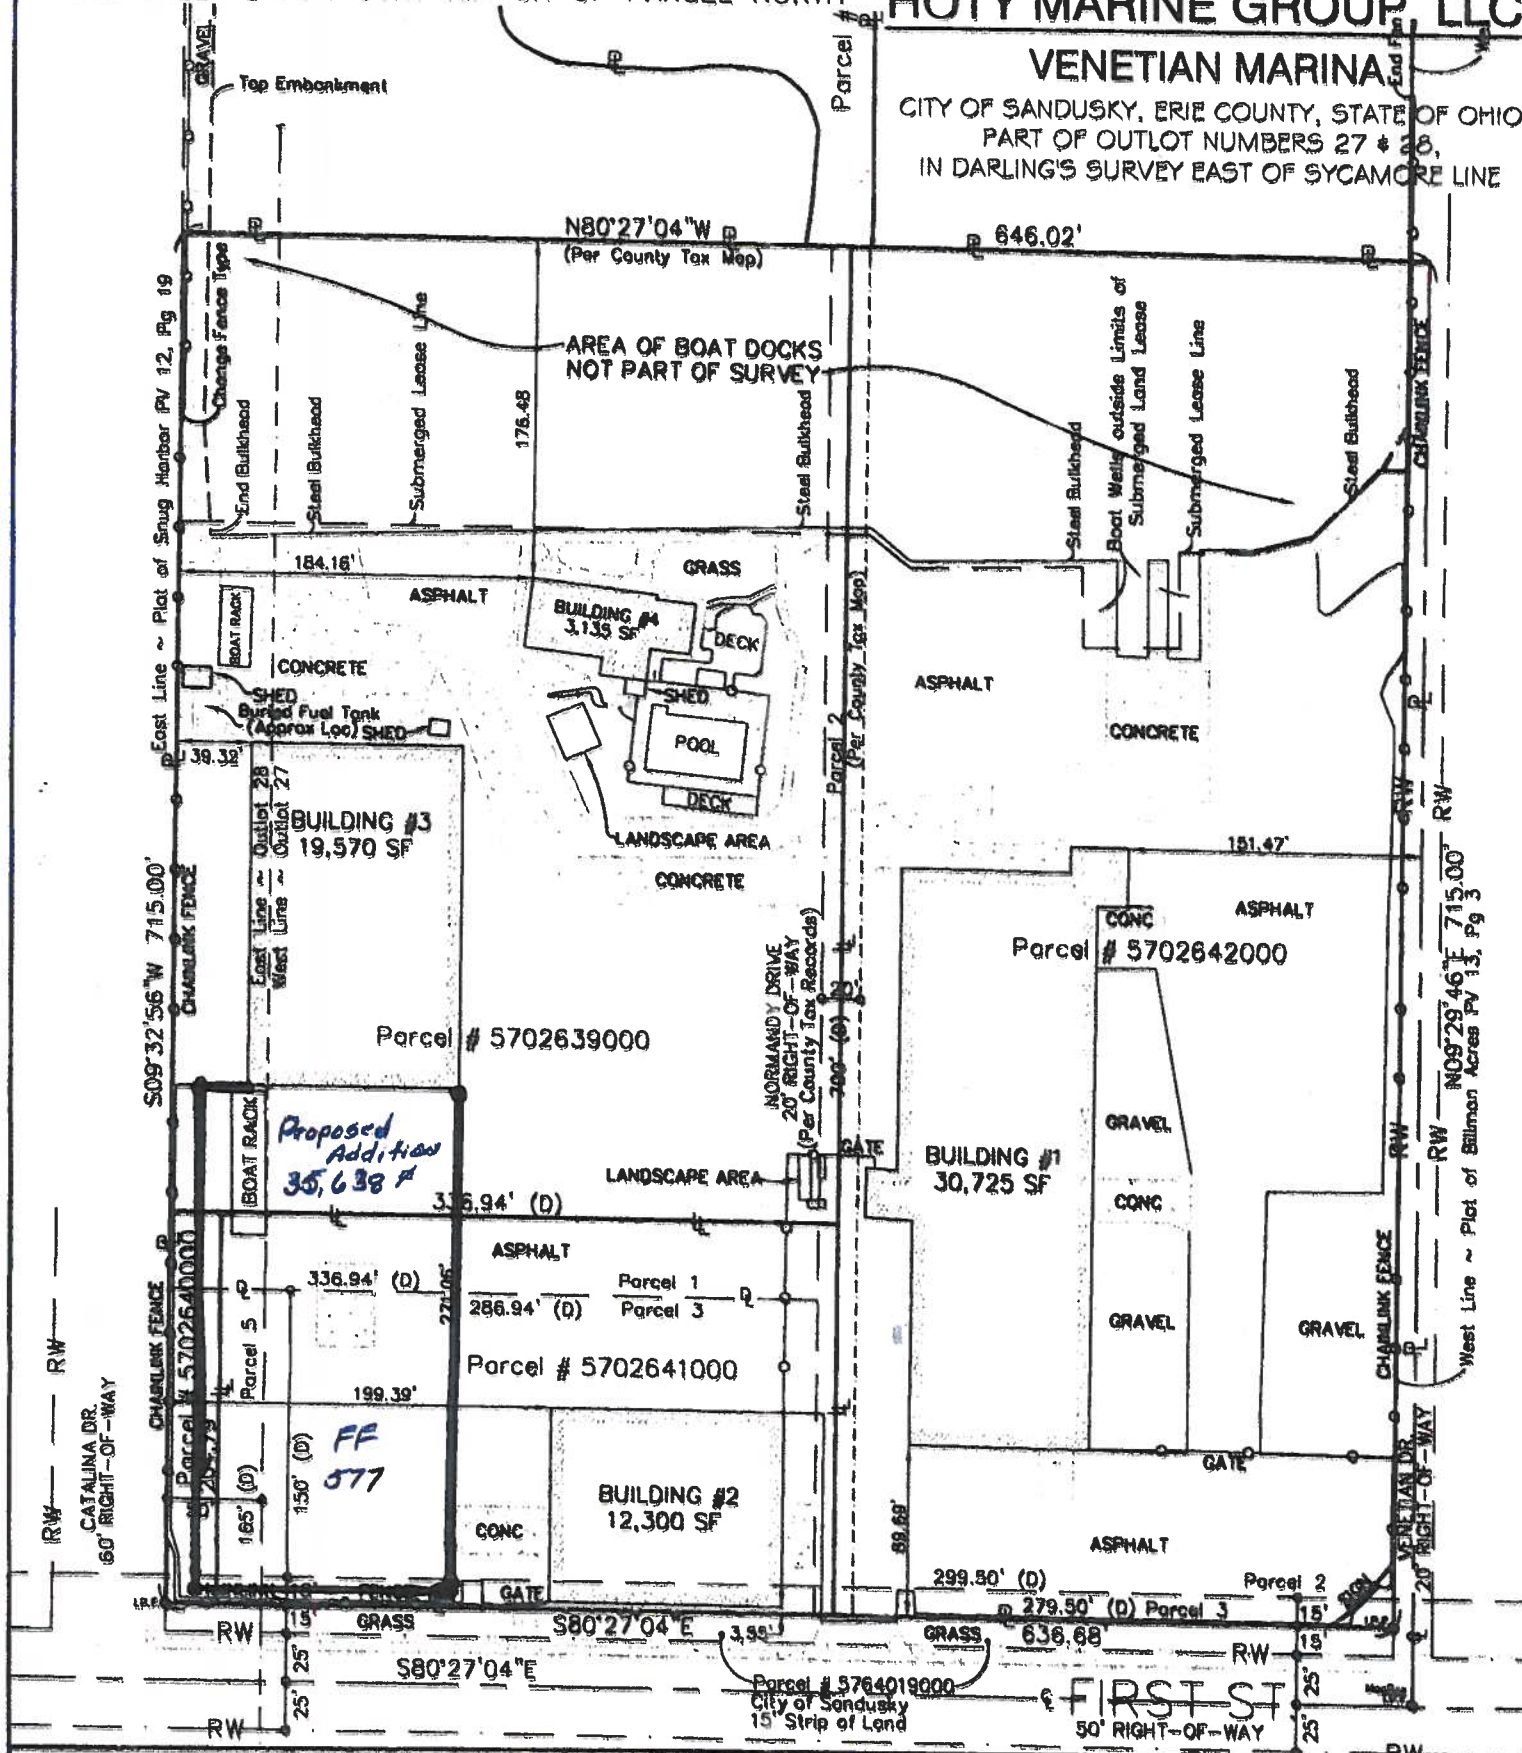 HOTY MARINE GROUP, LLC
VENETIAN MARINA
CITY OF SANDUSKY, ERIE COUNTY, STATE OF OHIO
PART OF OUTLOT NUMBERS 27 & 28,
IN DARLING'S SURVEY EAST OF SYCAMORE LINE
GRAVEL
Top Embankment
Parcel #
N80°27'04"W
(Per County Tax Map)
646.02'
Change Fence Type
East Line ~ Plat of Snug Harbor PV 12, Pg 19
AREA OF BOAT DOCKS
NOT PART OF SURVEY
176.48
End Bulkhead
Steel Bulkhead
Submerged Lease Line
Steel Bulkhead
Steel Bulkhead
Boat Wells outside Limits of
Submerged Land Lease
Submerged Lease Line
Steel Bulkhead
CHAINLINK FENCE
184.16'
GRASS
ASPHALT
BUILDING #4
3,135 SF
DECK
BOAT RACK
CONCRETE
SHED
Buried Fuel Tank
(Approx Loc)
SHED
SHED
POOL
DECK
LANDSCAPE AREA
CONCRETE
Parcel 2
(Per County Tax Map)
ASPHALT
CONCRETE
39.32'
East Line ~ Outlot 28
West Line ~ Outlot 27
BUILDING #3
19,570 SF
151.47'
ASPHALT
CONC
Parcel # 5702642000
S09°32'56"W 715.00'
CHAINLINK FENCE
Parcel # 5702639000
NORMANDY DRIVE
20' RIGHT-OF-WAY
(Per County Tax Records)
20'
RW
RW
N09°29'46"E 715.00'
West Line ~ Plat of Billman Acres PV 13, Pg 3
RW
RW
BOAT RACK
Proposed
Addition
35,638 #
336.94' (D)
LANDSCAPE AREA
GATE
BUILDING #1
30,725 SF
GRAVEL
CONC
GRAVEL
GRAVEL
CHAINLINK FENCE
ASPHALT
336.94' (D)
286.94' (D)
Parcel 1
Parcel 3
271.06'
Parcel # 5702640000
Parcel 5
Parcel # 5702641000
199.39'
CHAINLINK FENCE
FF
577
150' (D)
165' (D)
RW
RW
CATALINA DR.
60' RIGHT-OF-WAY
BUILDING #2
12,300 SF
CONC
GATE
GATE
69.69'
ASPHALT
VENETIAN DR.
20' RIGHT-OF-WAY
299.50' (D)
Parcel 2
279.50' (D) Parcel 3
15'
FENCE
GRASS
S80°27'04"E
GRASS
636.68'
15'
15'
RW
RW
25'
S80°27'04"E
Parcel # 5764019000
City of Sandusky
15' Strip of Land
FIRST ST
50' RIGHT-OF-WAY
25'
25'
25'
RW
RW